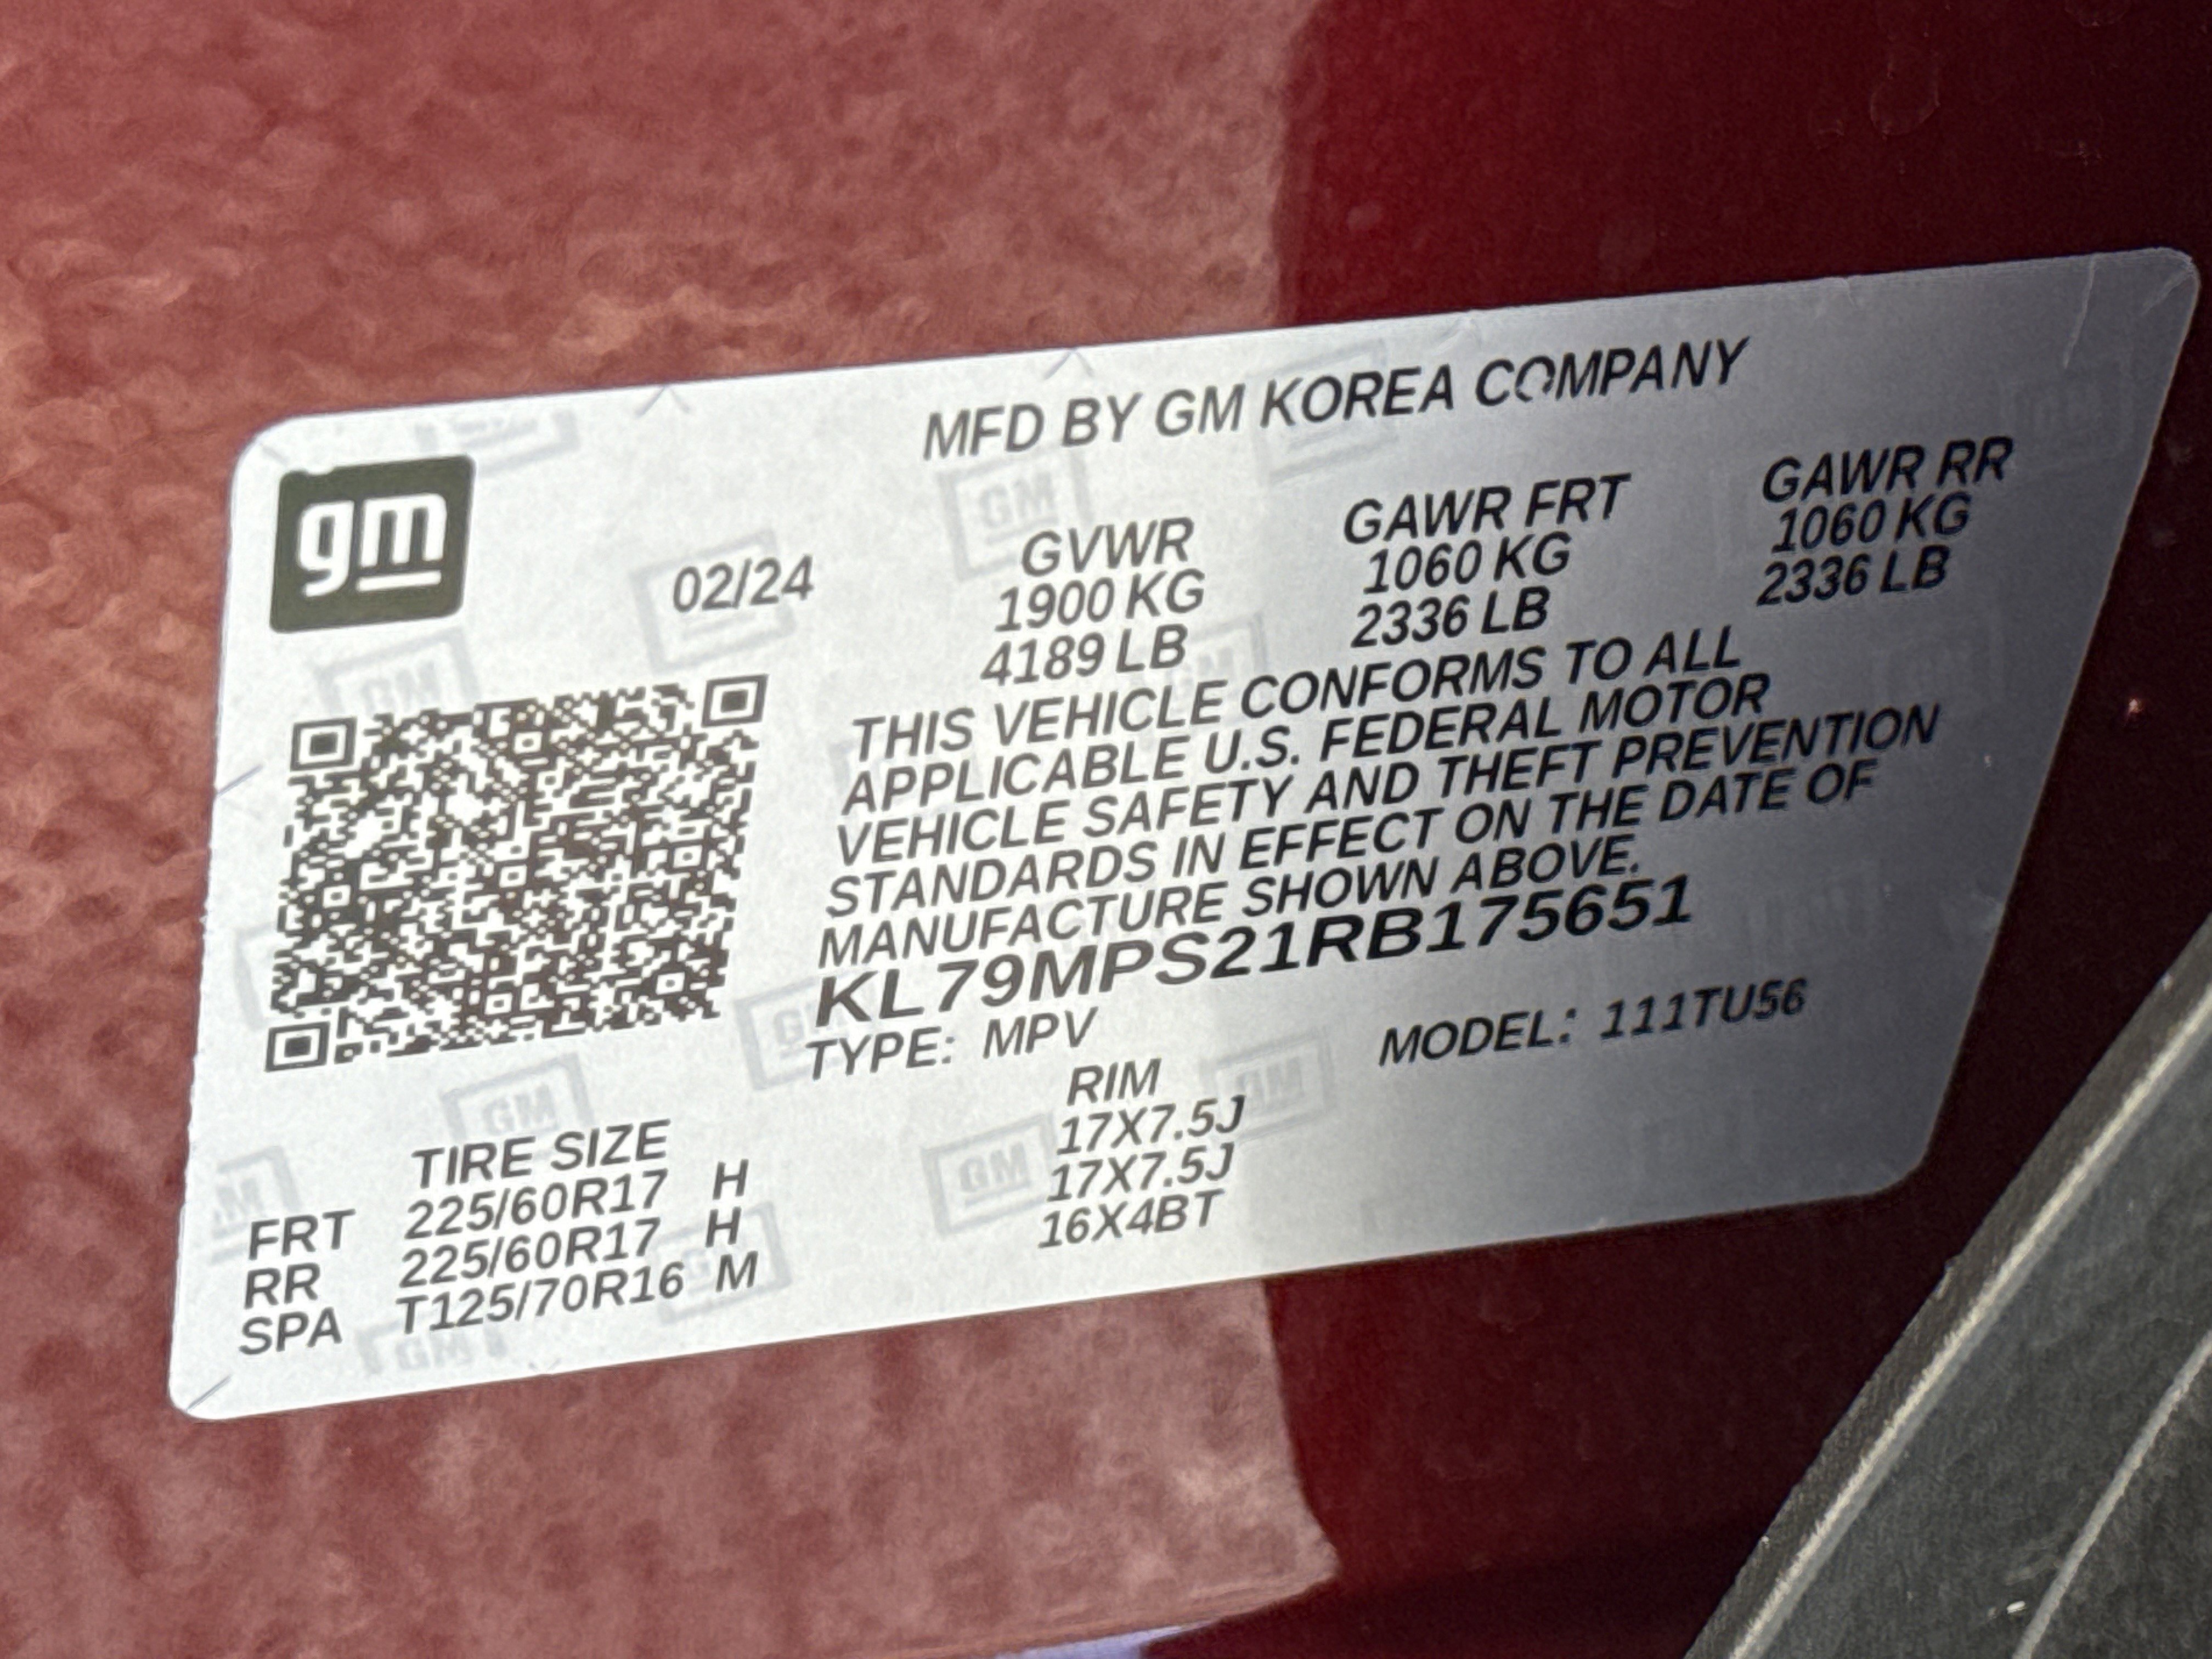 gm
MFD BY GM KOREA COMPANY
02/24
GVWR GAWR FRT GAWR RR
1900 KG 1060 KG 1060 KG
4189 LB 2336 LB 2336 LB
THIS VEHICLE CONFORMS TO ALL
APPLICABLE U.S. FEDERAL MOTOR
VEHICLE SAFETY AND THEFT PREVENTION
STANDARDS IN EFFECT ON THE DATE OF
MANUFACTURE SHOWN ABOVE.
KL79MPS21RB175651
TYPE: MPV MODEL: 111TU56
TIRE SIZE RIM
FRT 225/60R17 H 17X7.5J
RR 225/60R17 H 17X7.5J
SPA T125/70R16 M 16X4BT